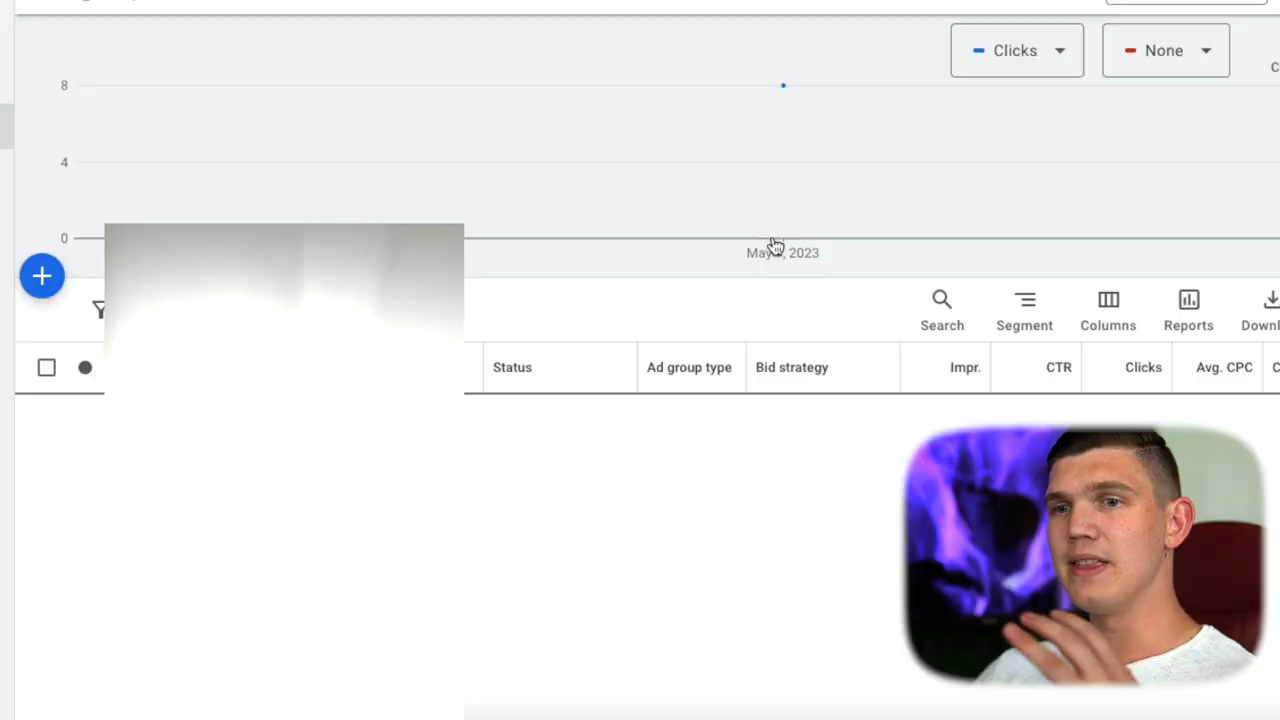 Clicks
None
8
4
0
2023
Search
Segment
Columns
Reports
Status
Ad group type
Bid strategy
Impr.
CTR
Clicks
Avg. CPC